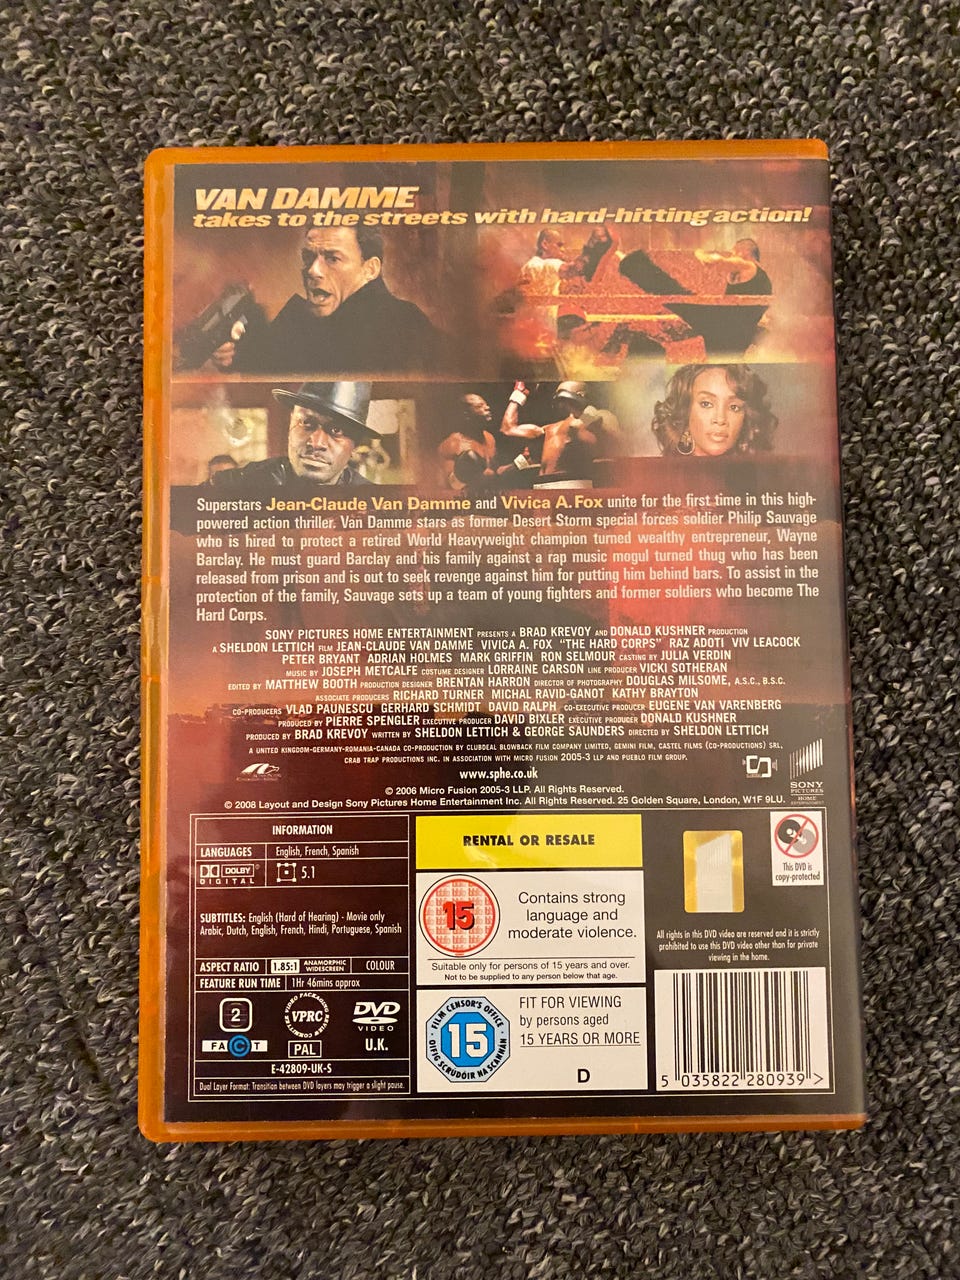 VAN DAMME
takes to the streets with hard-hitting action!
Superstars Jean-Claude Van Damme and Vivica A. Fox unite for the first time in this high-
powered action thriller. Van Damme stars as former Desert Storm special forces soldier Philip Sauvage
who is hired to protect a retired World Heavyweight champion turned wealthy entrepreneur, Wayne
Barclay. He must guard Barclay and his family against a rap music mogul turned thug who has been
released from prison and is out to seek revenge against him for putting him behind bars. To assist in the
protection of the family, Sauvage sets up a team of young fighters and former soldiers who become The
Hard Corps.
SONY PICTURES HOME ENTERTAINMENT PRESENTS A BRAD KREVOY AND DONALD KUSHNER PRODUCTION
A SHELDON LETTICH FILM JEAN-CLAUDE VAN DAMME VIVICA A. FOX "THE HARD CORPS" RAZ ADOTI VIV LEACOCK
PETER BRYANT ADRIAN HOLMES MARK GRIFFIN RON SELMOUR CASTING BY JULIA VERDIN
MUSIC BY JOSEPH METCALFE COSTUME DESIGNER LORRAINE CARSON LINE PRODUCER VICKI SOTHERAN
EDITED BY MATTHEW BOOTH PRODUCTION DESIGNER BRENTAN HARRON DIRECTOR OF PHOTOGRAPHY DOUGLAS MILSOME, A.S.C., B.S.C.
ASSOCIATE PRODUCERS RICHARD TURNER MICHAL RAVID-GANOT KATHY BRAYTON
CO-PRODUCERS VLAD PAUNESCU GERHARD SCHMIDT DAVID RALPH CO-EXECUTIVE PRODUCER EUGENE VAN VARENBERG
PRODUCED BY PIERRE SPENGLER EXECUTIVE PRODUCER DAVID BIXLER EXECUTIVE PRODUCER DONALD KUSHNER
PRODUCED BY BRAD KREVOY WRITTEN BY SHELDON LETTICH & GEORGE SAUNDERS DIRECTED BY SHELDON LETTICH
A UNITED KINGDOM-GERMANY-ROMANIA-CANADA CO-PRODUCTION BY CLUBDEAL BLOWBACK FILM COMPANY LIMITED, GEMINI FILM, CASTEL FILMS (CO-PRODUCTIONS) SRL,
CRAB TRAP PRODUCTIONS INC. IN ASSOCIATION WITH MICRO FUSION 2005-3 LLP AND PUEBLO FILM GROUP.
www.sphe.co.uk
SONY
PICTURES
HOME
ENTERTAINMENT
© 2006 Micro Fusion 2005-3 LLP. All Rights Reserved.
© 2008 Layout and Design Sony Pictures Home Entertainment Inc. All Rights Reserved. 25 Golden Square, London, W1F 9LU.
INFORMATION
LANGUAGES English, French, Spanish
DOLBY
DIGITAL
5.1
SUBTITLES: English (Hard of Hearing) - Movie only
Arabic, Dutch, English, French, Hindi, Portuguese, Spanish
ASPECT RATIO 1.85:1 ANAMORPHIC WIDESCREEN COLOUR
FEATURE RUN TIME 1Hr 46mins approx
2
FACT
VIDEO PACKAGING REVIEW COMMITTEE
VPRC
PAL
DVD
VIDEO
U.K.
E-42809-UK-S
Dual Layer Format: Transition between DVD layers may trigger a slight pause.
RENTAL OR RESALE
15
Contains strong
language and
moderate violence.
Suitable only for persons of 15 years and over.
Not to be supplied to any person below that age.
FILM CENSOR'S OFFICE
15
OIFIG SCRÚDÓIR NA SCANNÁN
FIT FOR VIEWING
by persons aged
15 YEARS OR MORE
D
1
This DVD is
copy-protected
All rights in this DVD video are reserved and it is strictly
prohibited to use this DVD video other than for private
viewing in the home.
5 035822 280939 >